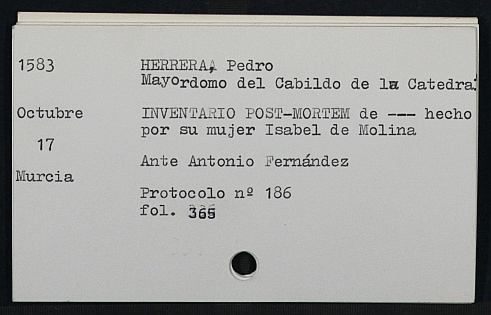 1583 HERRERA, Pedro
Mayordomo del Cabildo de la Catedral
Octubre INVENTARIO POST-MORTEM de --- hecho
por su mujer Isabel de Molina
17
Ante Antonio Fernández
Murcia
Protocolo nº 186
fol. 365